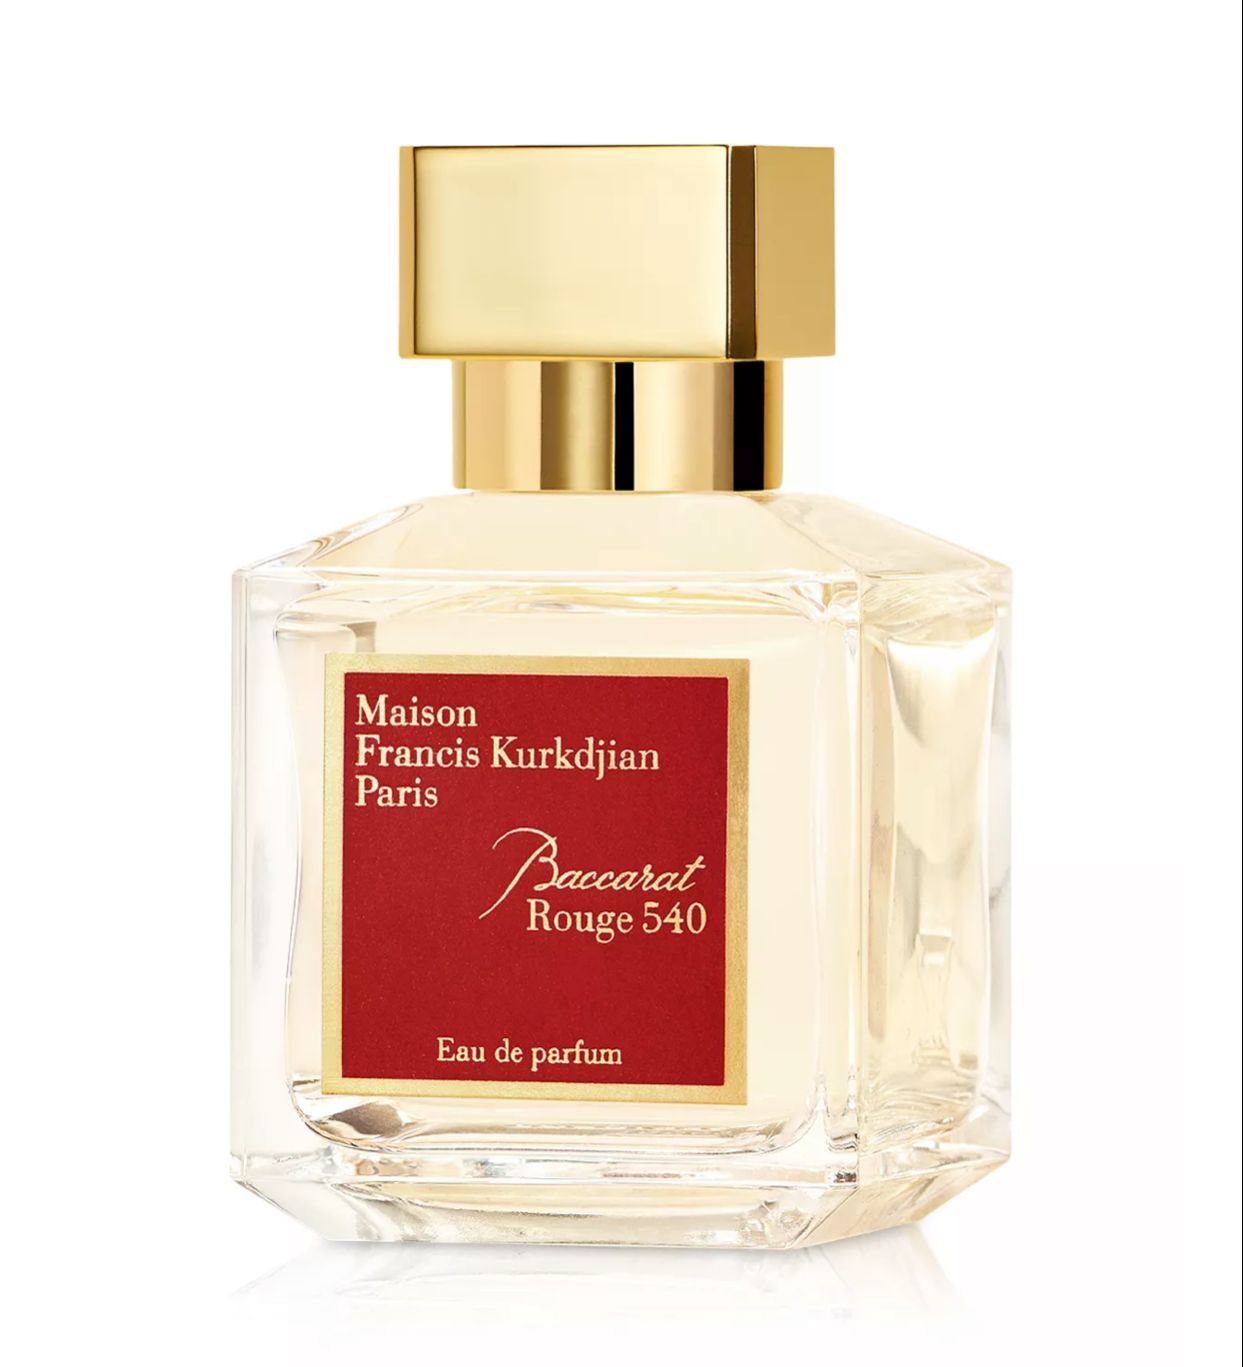 Maison
Francis Kurkdjian
Paris
Baccarat
Rouge 540
Eau de parfum